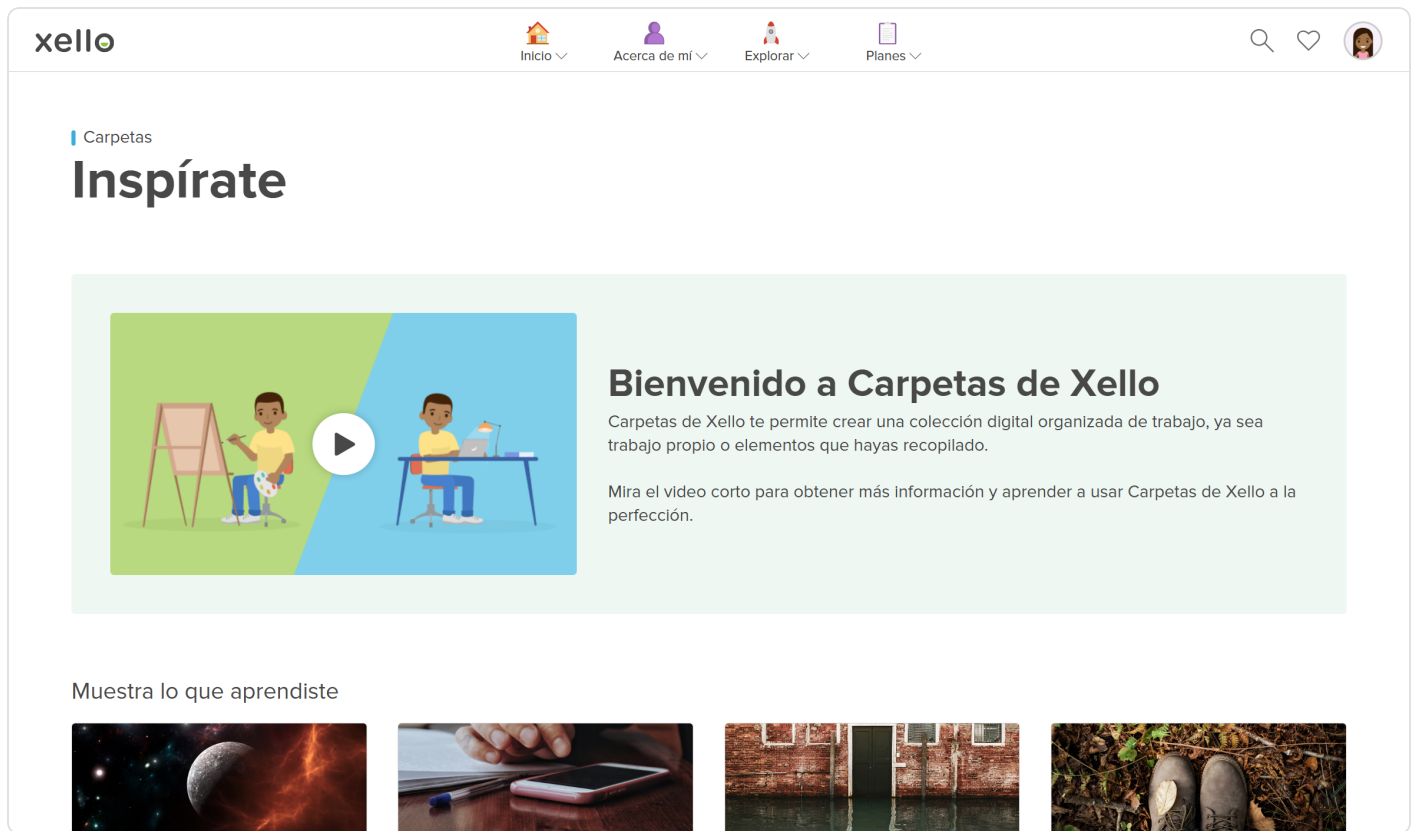 xello
Inicio
Acerca de mí
Explorar
Planes
Carpetas
Inspírate
Bienvenido a Carpetas de Xello
Carpetas de Xello te permite crear una colección digital organizada de trabajo, ya sea
trabajo propio o elementos que hayas recopilado.
Mira el video corto para obtener más información y aprender a usar Carpetas de Xello a la
perfección.
Muestra lo que aprendiste